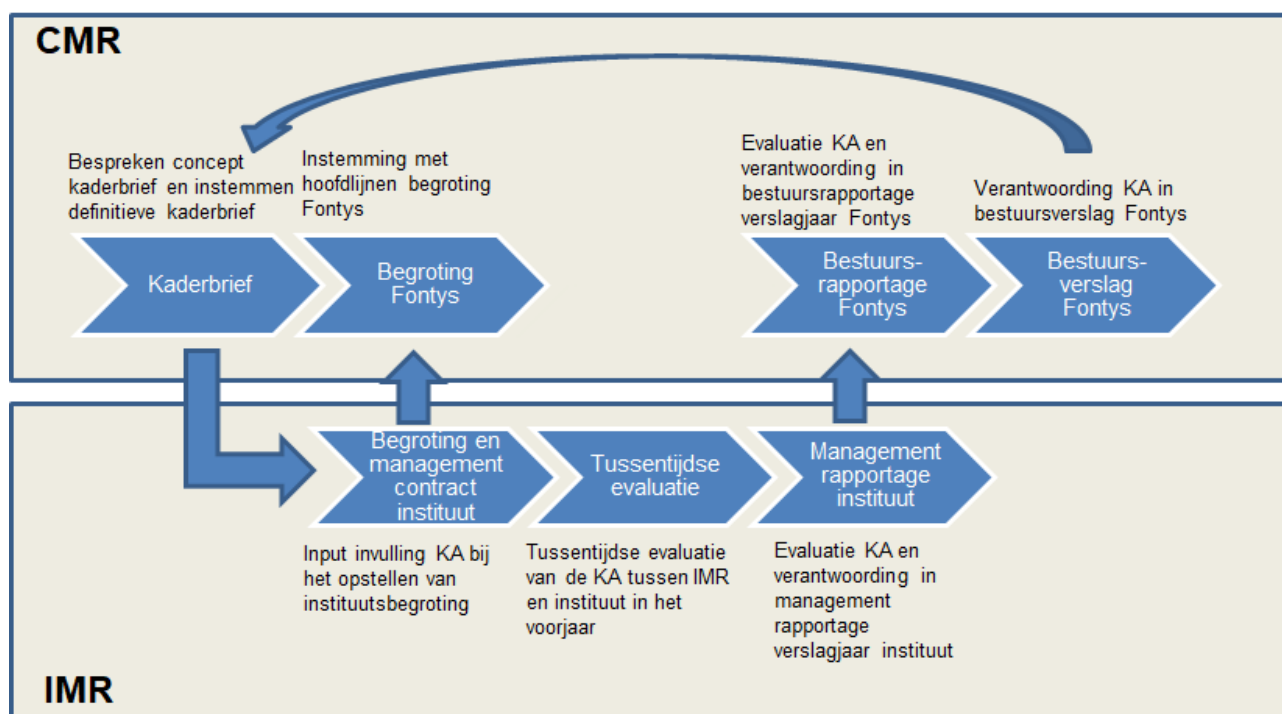 CMR
Bespreken concept
kaderbrief en instemmen
definitieve kaderbrief
Instemming met
hoofdlijnen begroting
Fontys
Evaluatie KA en
verantwoording in
bestuursrapportage
verslagjaar Fontys
Verantwoording KA in
bestuursverslag Fontys
Kaderbrief
Begroting
Fontys
Bestuurs-
rapportage
Fontys
Bestuurs-
verslag
Fontys
Begroting en
management
contract
instituut
Tussentijdse
evaluatie
Management
rapportage
instituut
Input invulling KA bij
het opstellen van
instituutsbegroting
Tussentijdse evaluatie
van de KA tussen IMR
en instituut in het
voorjaar
Evaluatie KA en
verantwoording in
management
rapportage
verslagjaar instituut
IMR